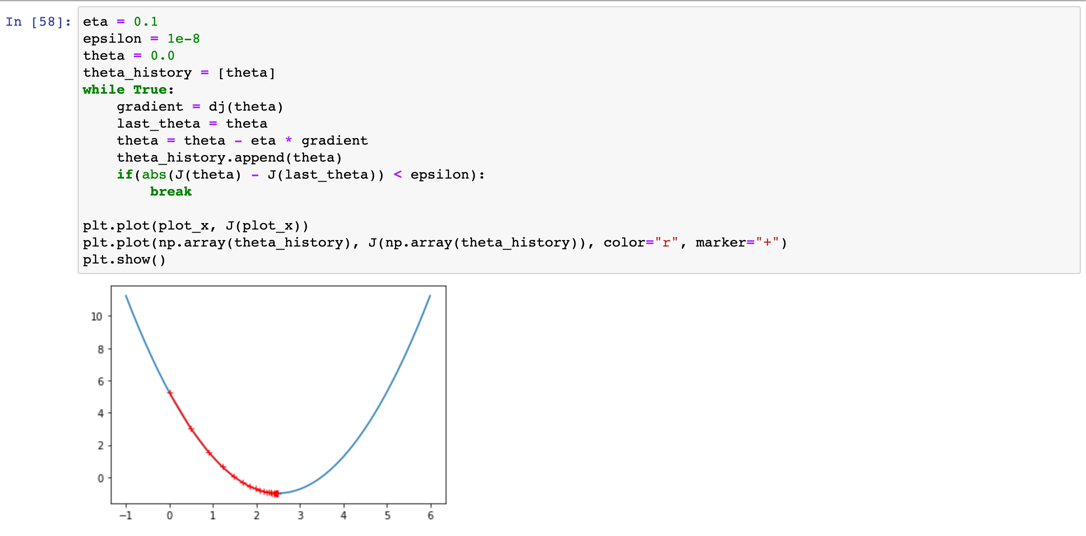 In [58]: eta = 0.1
epsilon = 1e-8
theta = 0.0
theta_history = [theta]
while True:
    gradient = dj(theta)
    last_theta = theta
    theta = theta - eta * gradient
    theta_history.append(theta)
    if(abs(J(theta) - J(last_theta)) < epsilon):
        break

plt.plot(plot_x, J(plot_x))
plt.plot(np.array(theta_history), J(np.array(theta_history)), color="r", marker="+")
plt.show()
10
8
6
4
2
0
−1 0 1 2 3 4 5 6